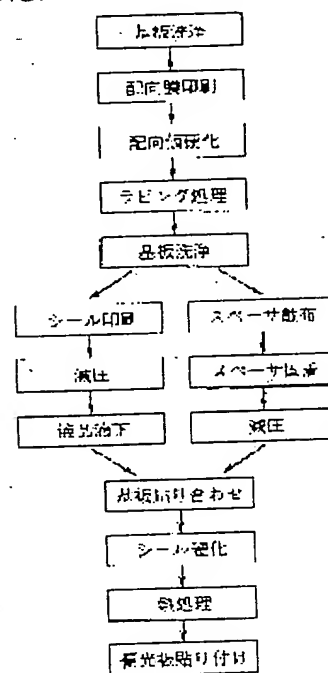 基板洗浄
配向膜印刷
配向膜硬化
ラビング処理
基板洗浄
シール印刷
スペーサ散布
減圧
スペーサ固着
液晶滴下
減圧
基板貼り合わせ
シール硬化
熱処理
偏光板貼り付け